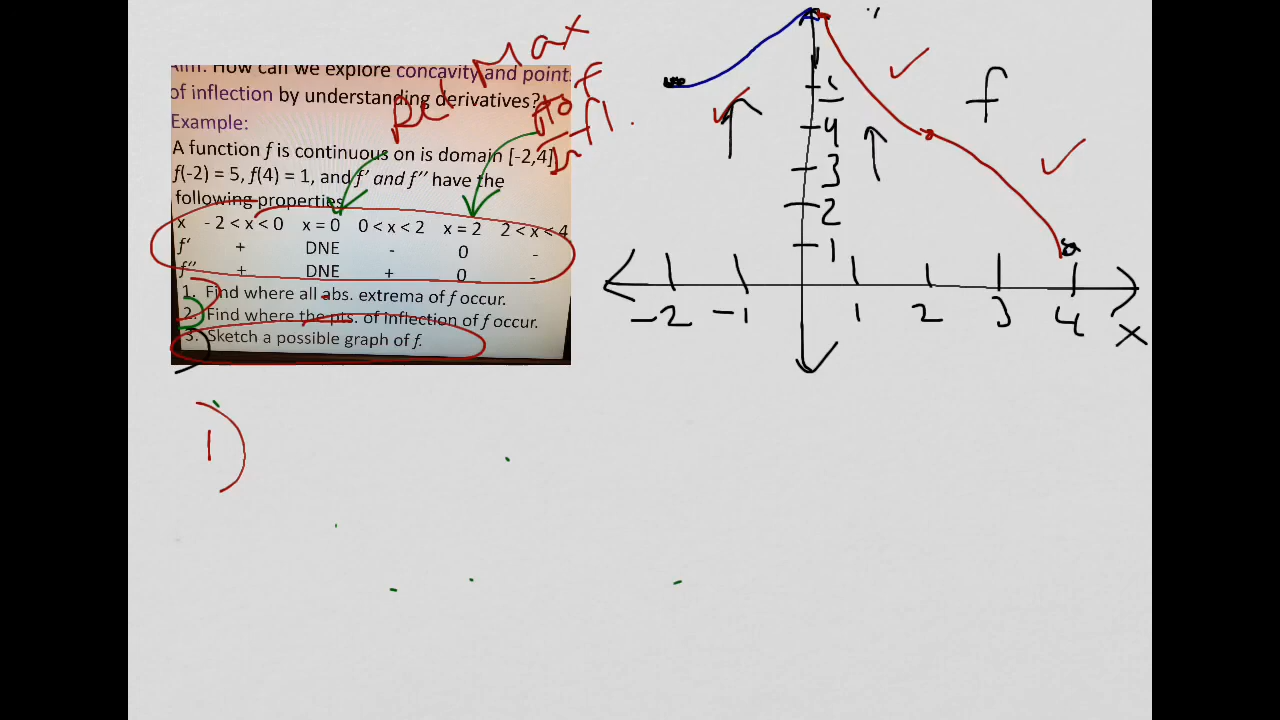 Aim: How can we explore concavity and point
of inflection by understanding derivatives?
Example:
A function f is continuous on is domain [-2,4]
f(-2) = 5, f(4) = 1, and f' and f'' have the
following properties
x - 2 < x < 0 x = 0 0 < x < 2 x = 2 2 < x < 4
f' + DNE - 0 -
f'' + DNE + 0 -
1. Find where all abs. extrema of f occur.
2. Find where the pts. of inflection of f occur.
3. Sketch a possible graph of f.
Max
pt of
Infl
f
4
3
2
1
-2 -1 1 2 3 4
x
1)